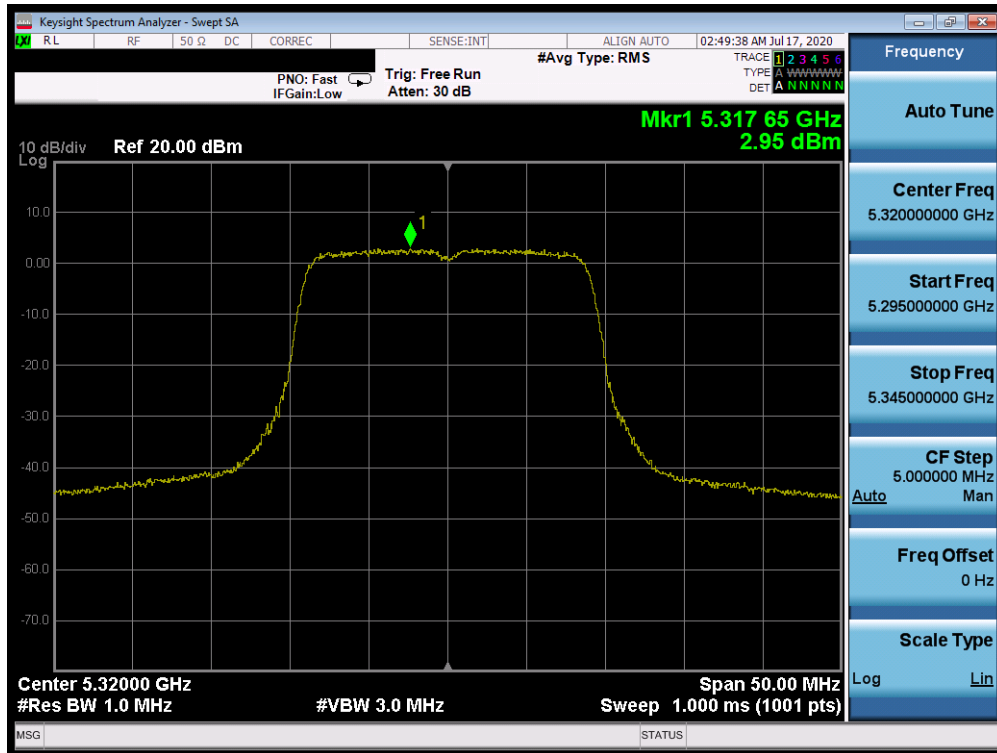 Keysight Spectrum Analyzer - Swept SA
LXI RL RF 50 Ω DC CORREC SENSE:INT ALIGN AUTO 02:49:38 AM Jul 17, 2020
Frequency
#Avg Type: RMS
TRACE 1 2 3 4 5 6
PNO: Fast Trig: Free Run
TYPE A WWWWW
IFGain:Low Atten: 30 dB
DET A N N N N N
Auto Tune
Mkr1 5.317 65 GHz
2.95 dBm
10 dB/div Ref 20.00 dBm
Log
Center Freq
5.320000000 GHz
10.0
1
0.00
Start Freq
5.295000000 GHz
-10.0
-20.0
Stop Freq
5.345000000 GHz
-30.0
-40.0
CF Step
5.000000 MHz
Auto Man
-50.0
-60.0
Freq Offset
0 Hz
-70.0
Scale Type
Log Lin
Center 5.32000 GHz Span 50.00 MHz
#Res BW 1.0 MHz #VBW 3.0 MHz Sweep 1.000 ms (1001 pts)
MSG STATUS